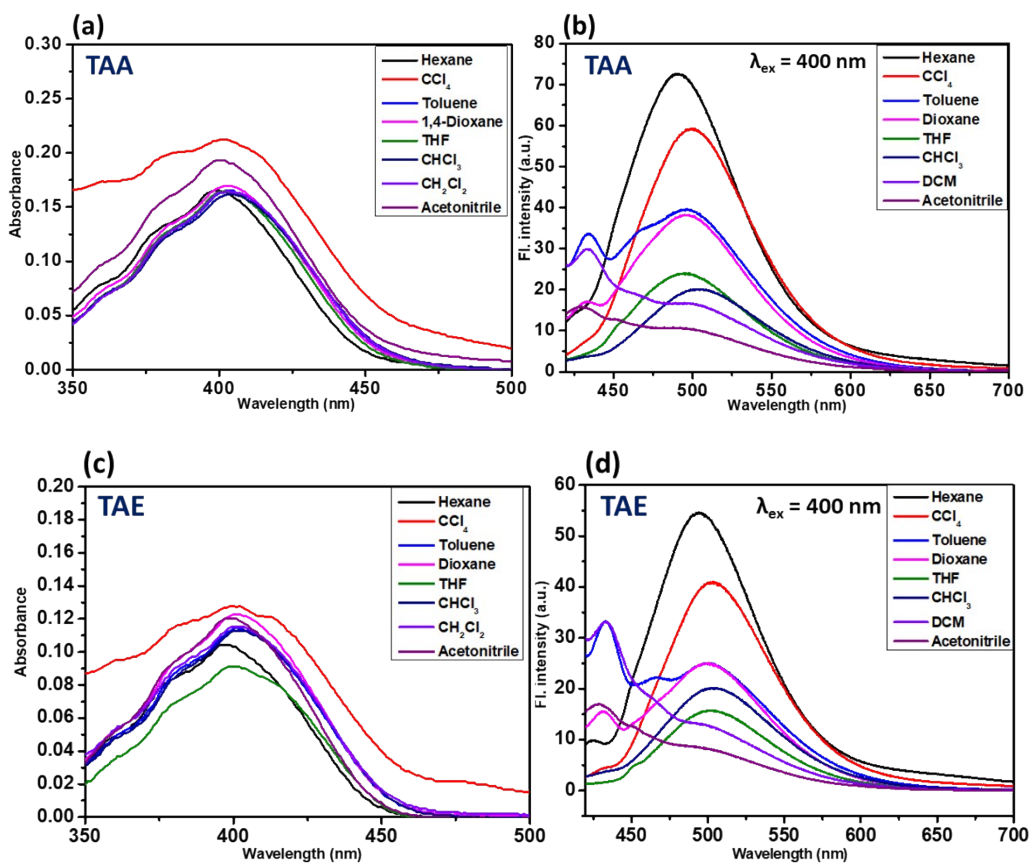 (a)
TAA
0.30
0.25
0.20
0.15
0.10
0.05
0.00
Absorbance
350
400
450
500
Wavelength (nm)
Hexane
CCl4
Toluene
1,4-Dioxane
THF
CHCl3
CH2Cl2
Acetonitrile
(b)
TAA
λex = 400 nm
80
70
60
50
40
30
20
10
0
Fl. intensity (a.u.)
450
500
550
600
650
700
Wavelength (nm)
Hexane
CCl4
Toluene
Dioxane
THF
CHCl3
DCM
Acetonitrile
(c)
TAE
0.20
0.18
0.16
0.14
0.12
0.10
0.08
0.06
0.04
0.02
0.00
Absorbance
350
400
450
500
Wavelength (nm)
Hexane
CCl4
Toluene
Dioxane
THF
CHCl3
CH2Cl2
Acetonitrile
(d)
TAE
λex = 400 nm
60
50
40
30
20
10
0
Fl. intensity (a.u.)
450
500
550
600
650
700
Wavelength (nm)
Hexane
CCl4
Toluene
Dioxane
THF
CHCl3
DCM
Acetonitrile